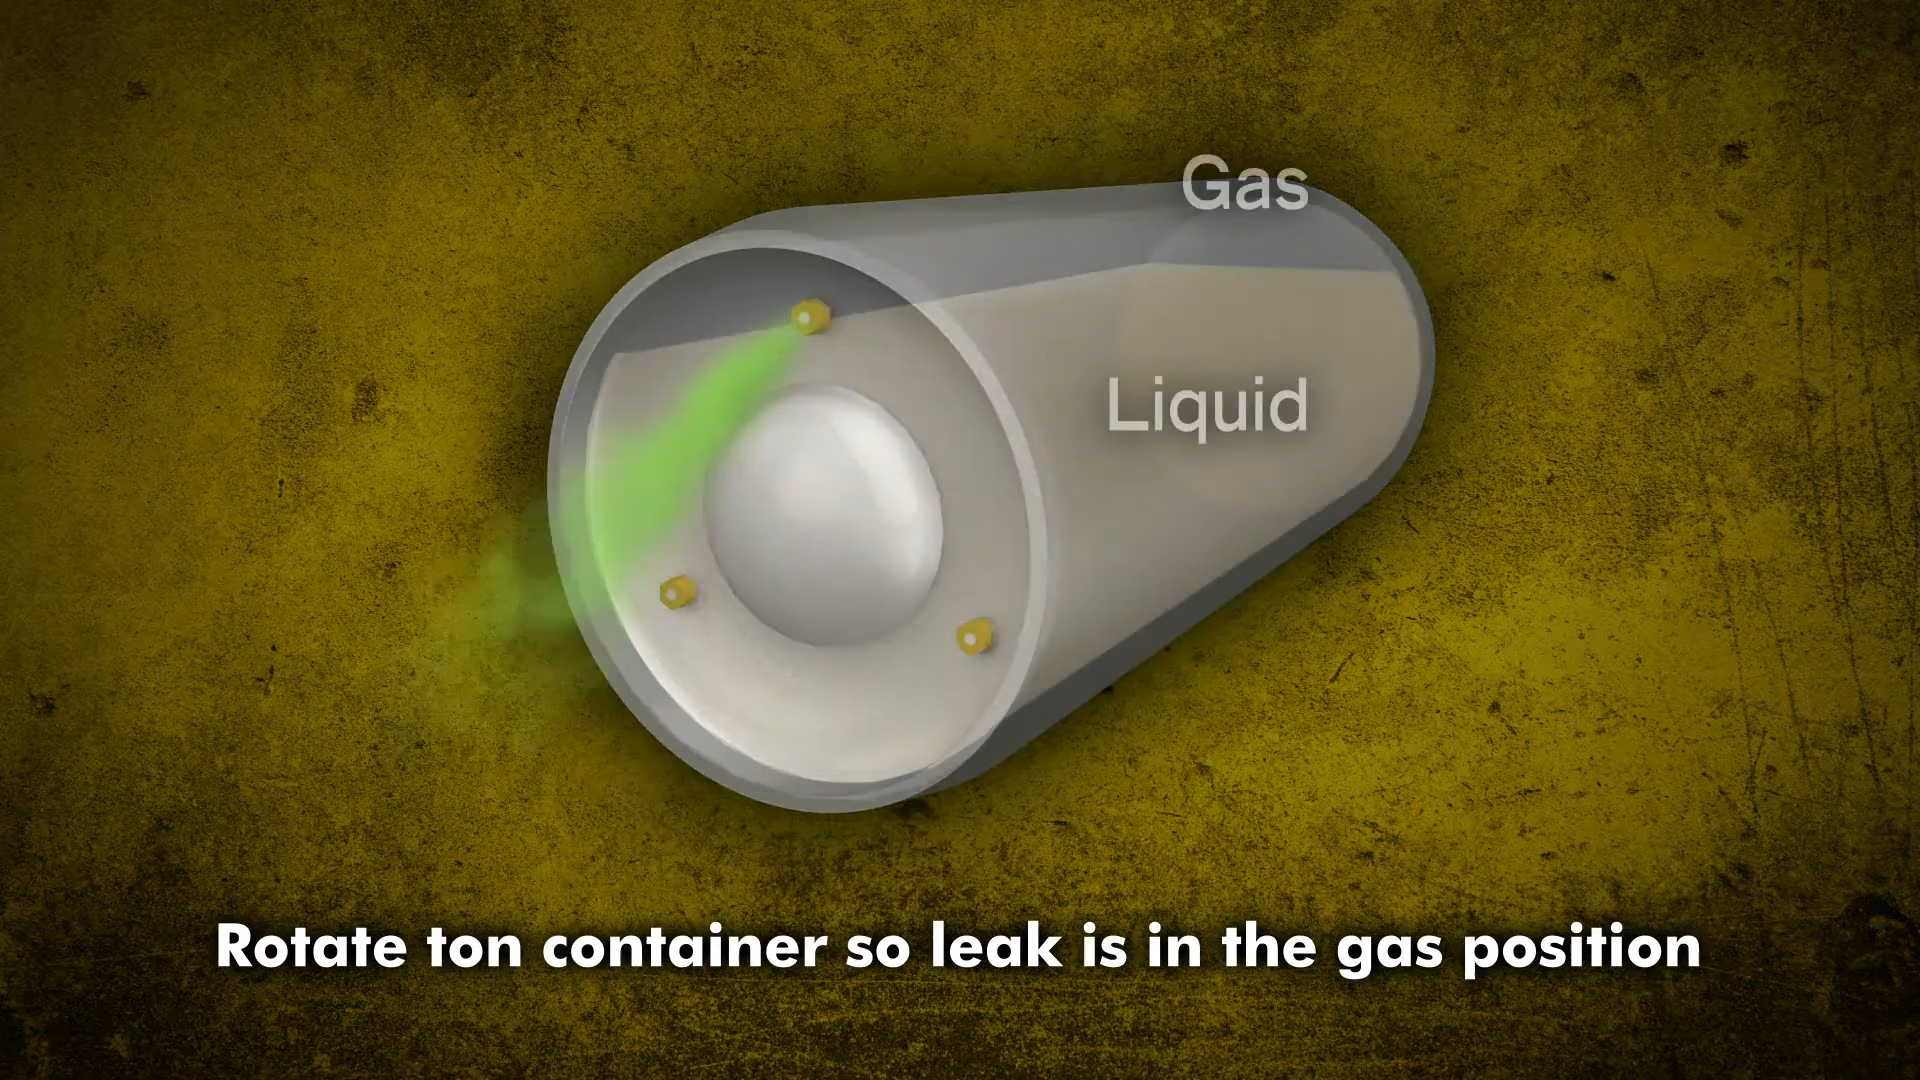 Gas
Liquid
Rotate ton container so leak is in the gas position